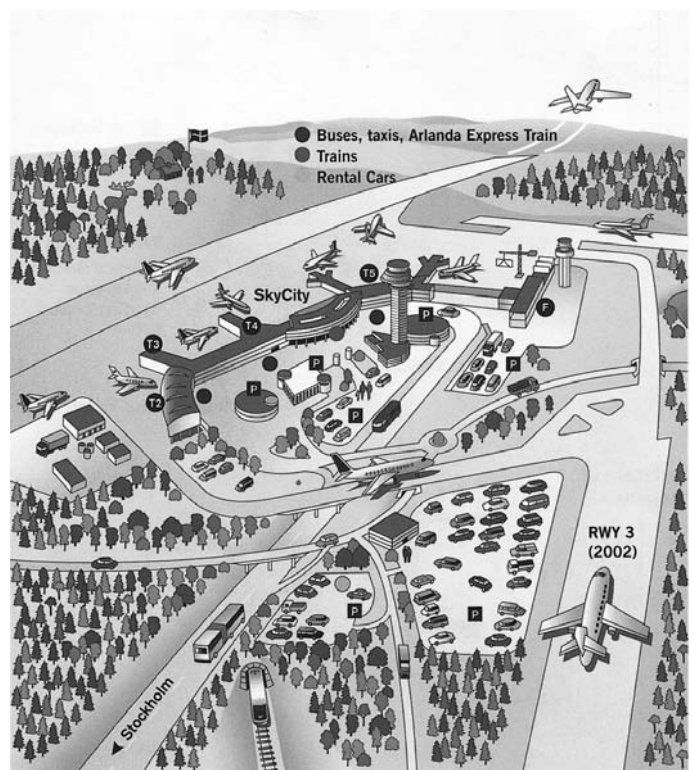 Buses, taxis, Arlanda Express Train
Trains
Rental Cars
T5
SkyCity
F
P
T4
P
T3
P
P
T2
P
RWY 3
(2002)
P
P
Stockholm